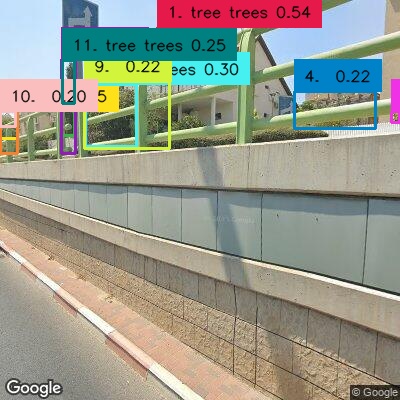 1. tree trees 0.54
11. tree trees 0.25
9. 0.22
ees 0.30
4. 0.22
10. 0.20
5
Google
© Google